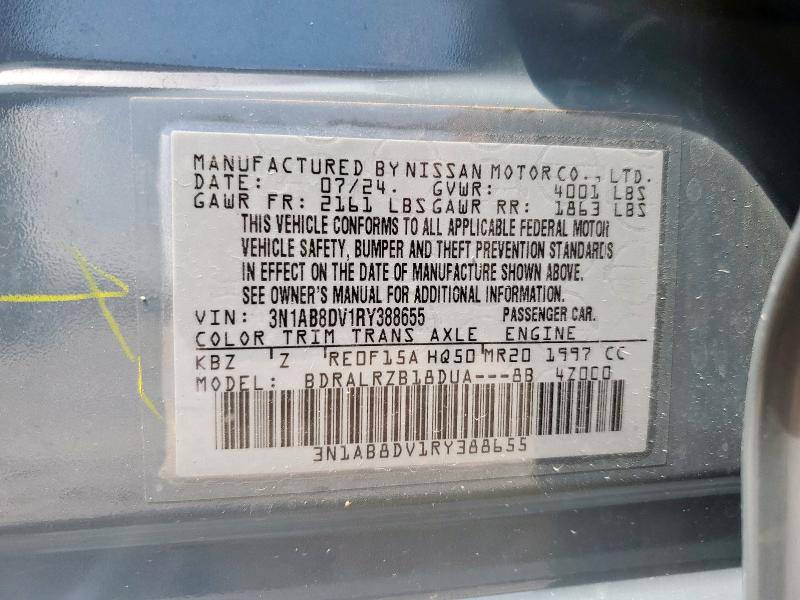 MANUFACTURED BY NISSAN MOTOR CO., LTD.
DATE: 07/24. GVWR: 4001 LBS
GAWR FR: 2161 LBS GAWR RR: 1863 LBS
THIS VEHICLE CONFORMS TO ALL APPLICABLE FEDERAL MOTOR
VEHICLE SAFETY, BUMPER AND THEFT PREVENTION STANDARDS
IN EFFECT ON THE DATE OF MANUFACTURE SHOWN ABOVE.
SEE OWNER'S MANUAL FOR ADDITIONAL INFORMATION.
VIN: 3N1AB8DV1RY388655 PASSENGER CAR.
COLOR TRIM TRANS AXLE ENGINE
KBZ Z RE0F15A HQ50 MR20 1997 CC
MODEL: BDRALRZB18DUA---8B 4Z000
3N1AB8DV1RY388655